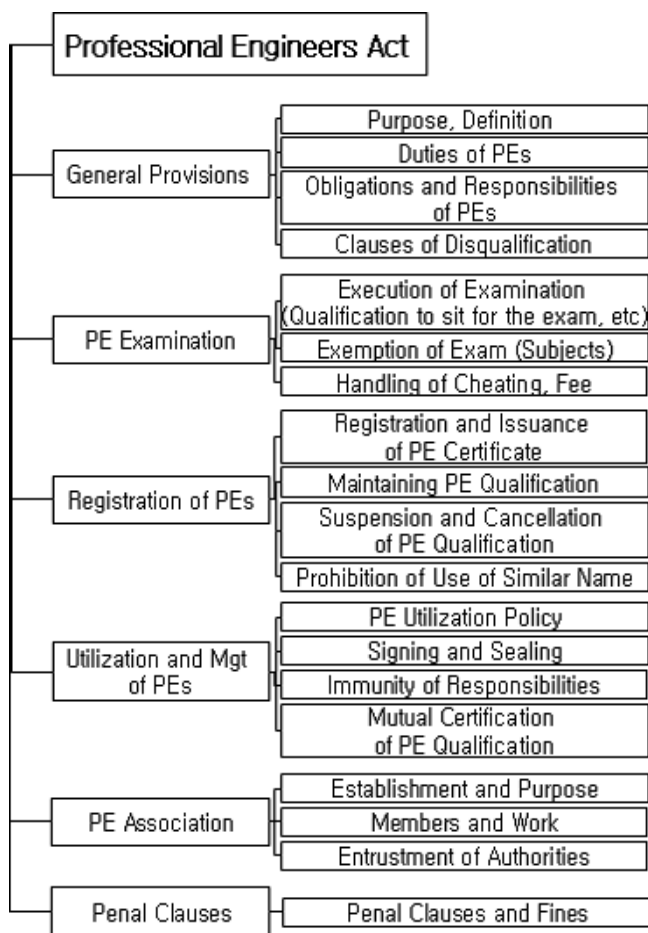 Professional Engineers Act
General Provisions
Purpose, Definition
Duties of PEs
Obligations and Responsibilities
of PEs
Clauses of Disqualification
PE Examination
Execution of Examination
(Qualification to sit for the exam, etc)
Exemption of Exam (Subjects)
Handling of Cheating, Fee
Registration of PEs
Registration and Issuance
of PE Certificate
Maintaining PE Qualification
Suspension and Cancellation
of PE Qualification
Prohibition of Use of Similar Name
Utilization and Mgt
of PEs
PE Utilization Policy
Signing and Sealing
Immunity of Responsibilities
Mutual Certification
of PE Qualification
PE Association
Establishment and Purpose
Members and Work
Entrustment of Authorities
Penal Clauses
Penal Clauses and Fines